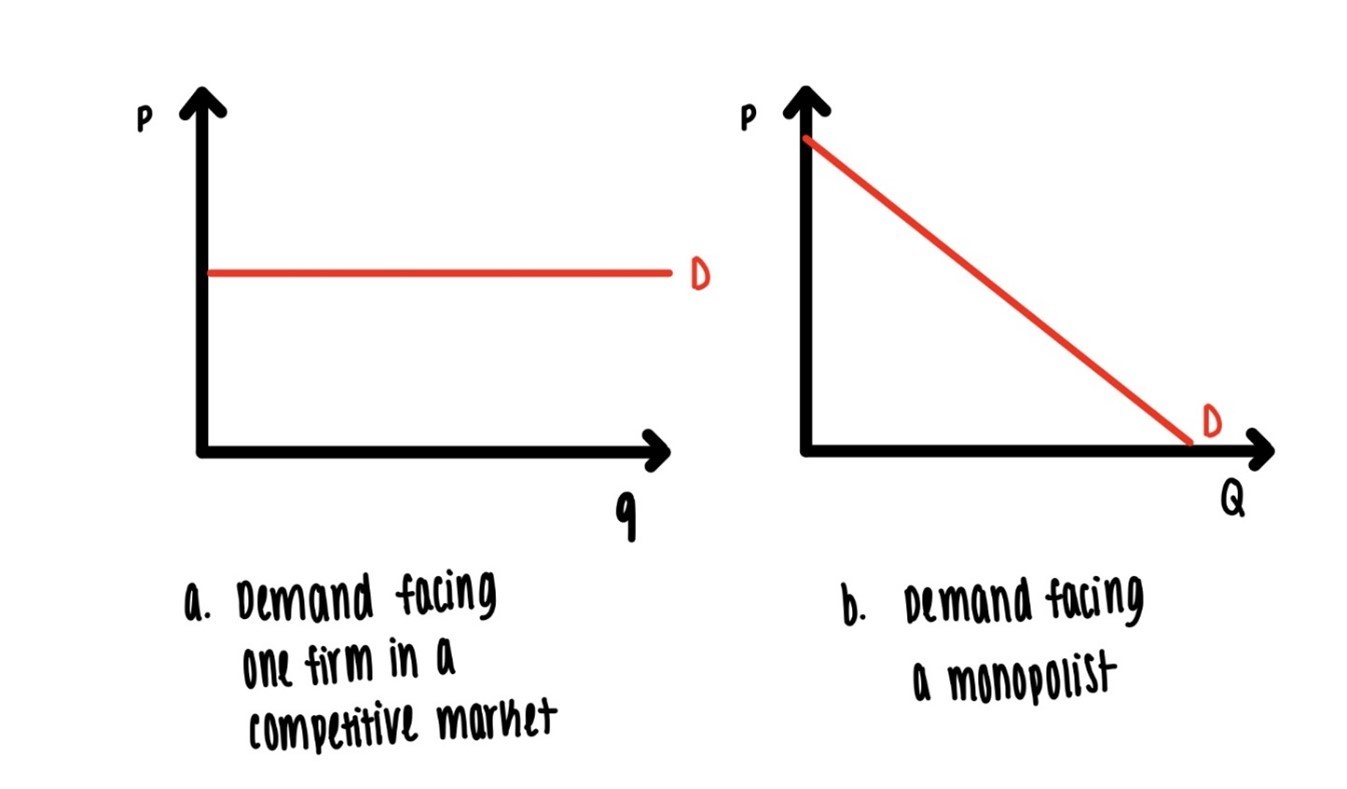 P
D
q
a. Demand facing
one firm in a
competitive market
P
D
Q
b. Demand facing
a monopolist